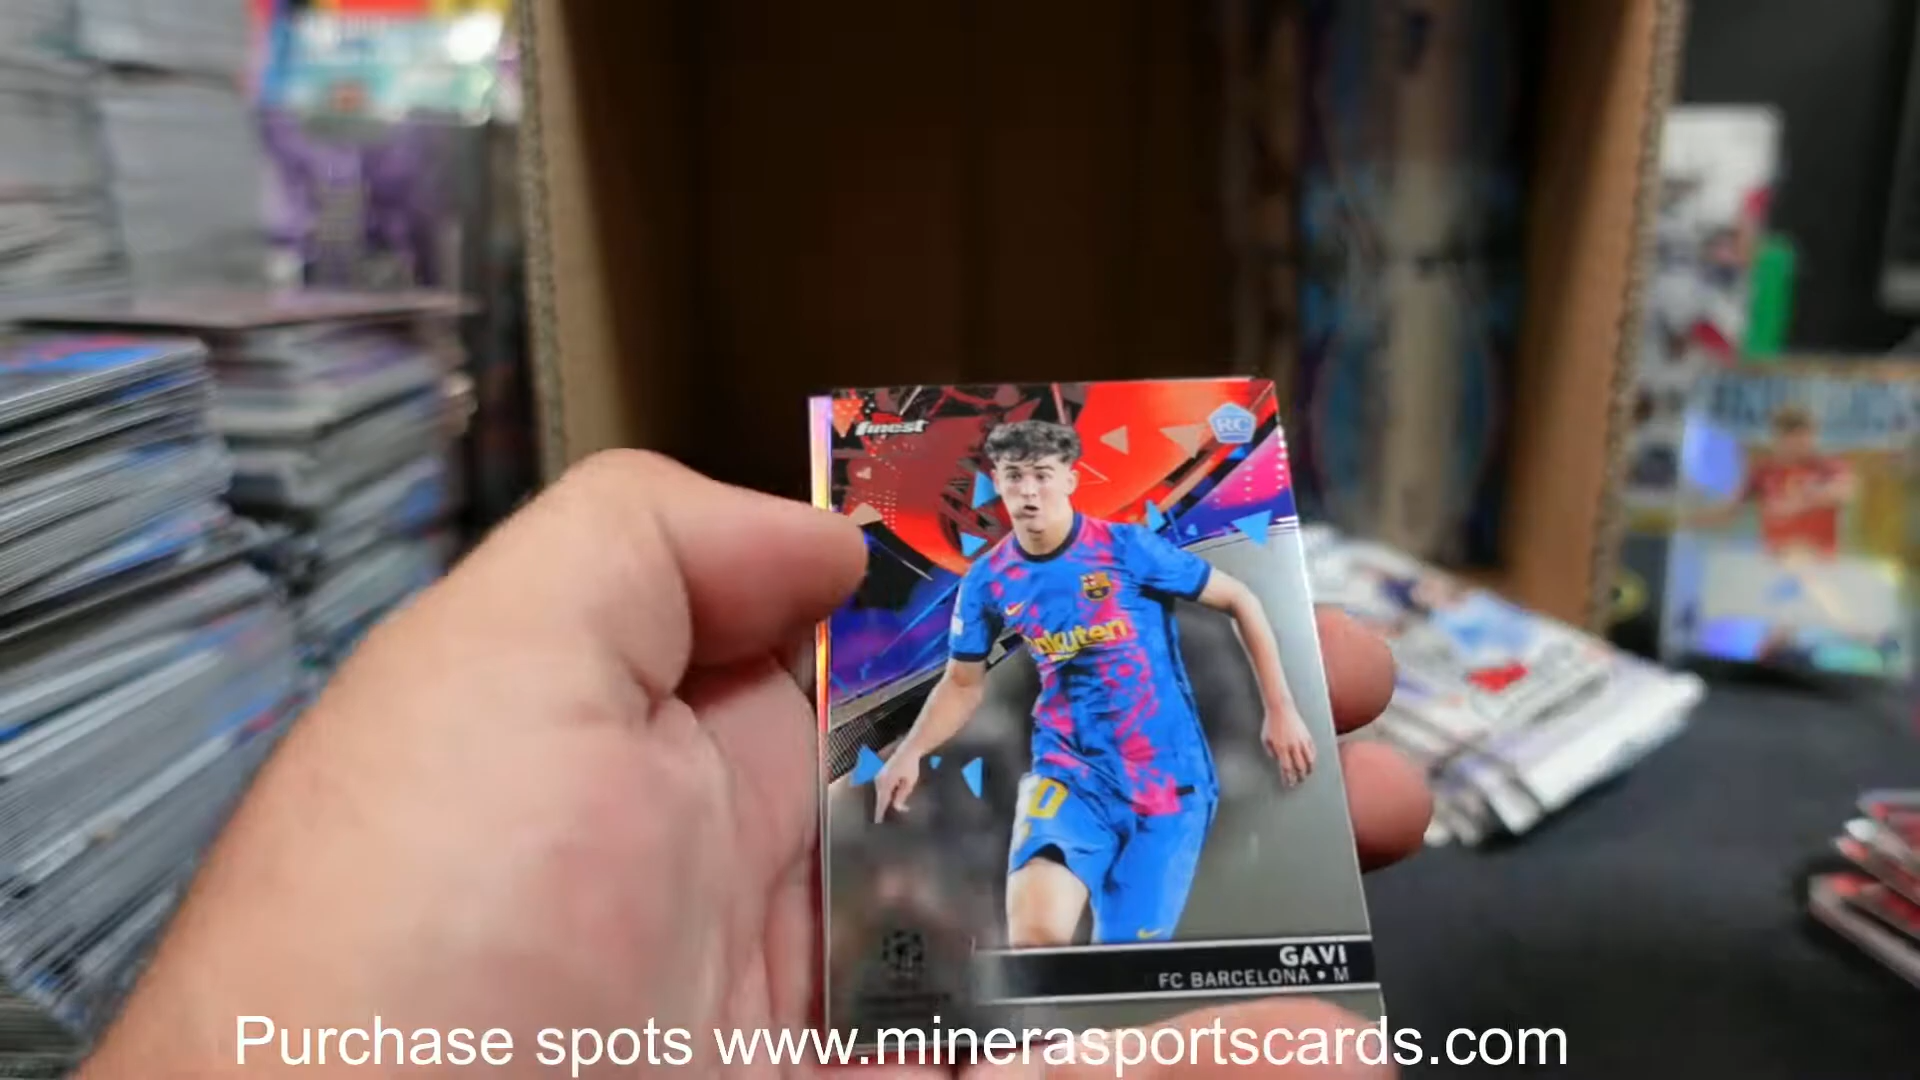 finest
RC
Rakuten
GAVI
FC BARCELONA • M
Purchase spots www.minerasportscards.com